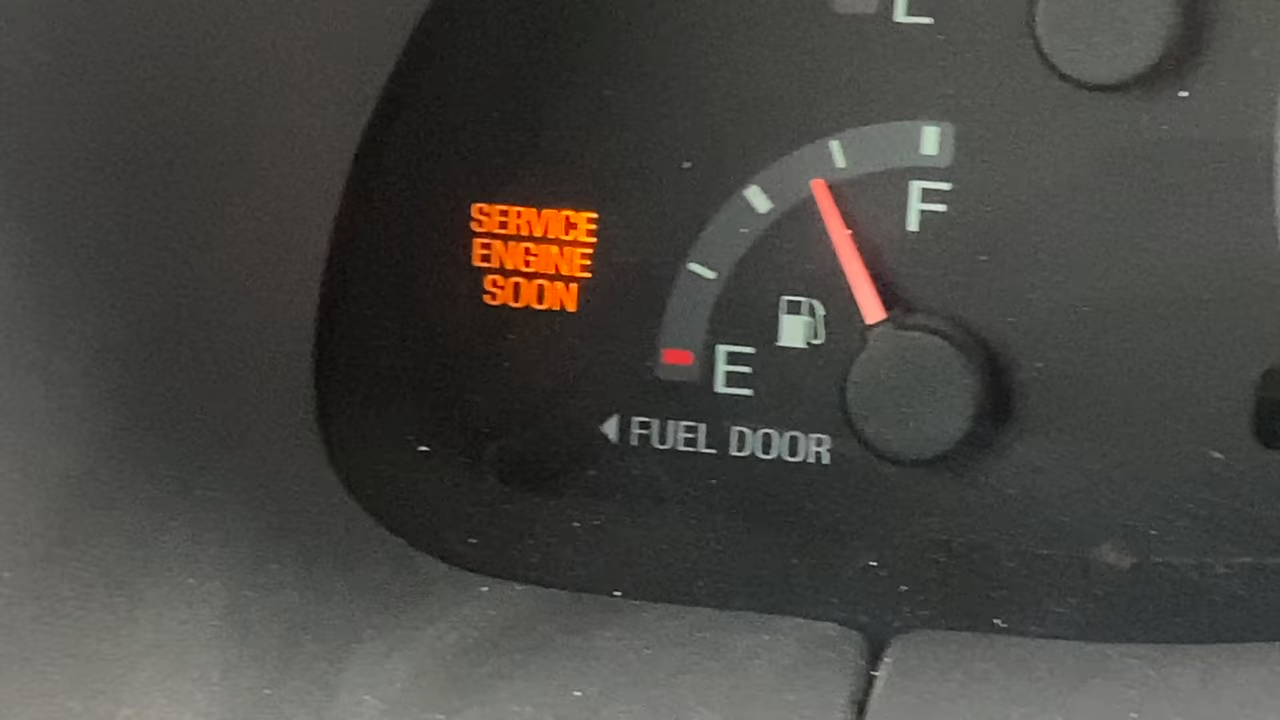 L
F
SERVICE
ENGINE
SOON
E
FUEL DOOR